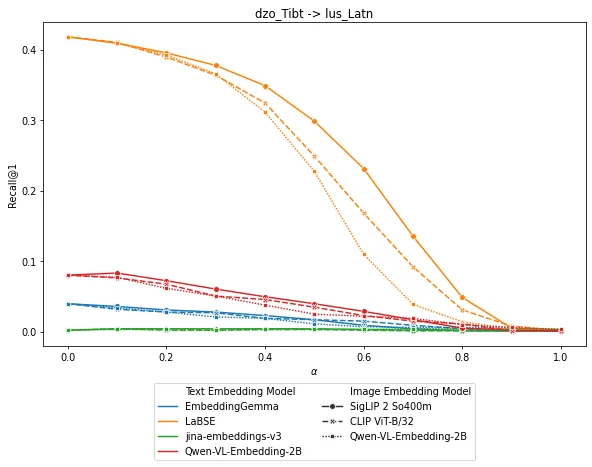 dzo_Tibt -> lus_Latn
Recall@1
0.4
0.3
0.2
0.1
0.0
0.0 0.2 0.4 0.6 0.8 1.0
α
Text Embedding Model Image Embedding Model
EmbeddingGemma SigLIP 2 So400m
LaBSE CLIP ViT-B/32
jina-embeddings-v3 Qwen-VL-Embedding-2B
Qwen-VL-Embedding-2B